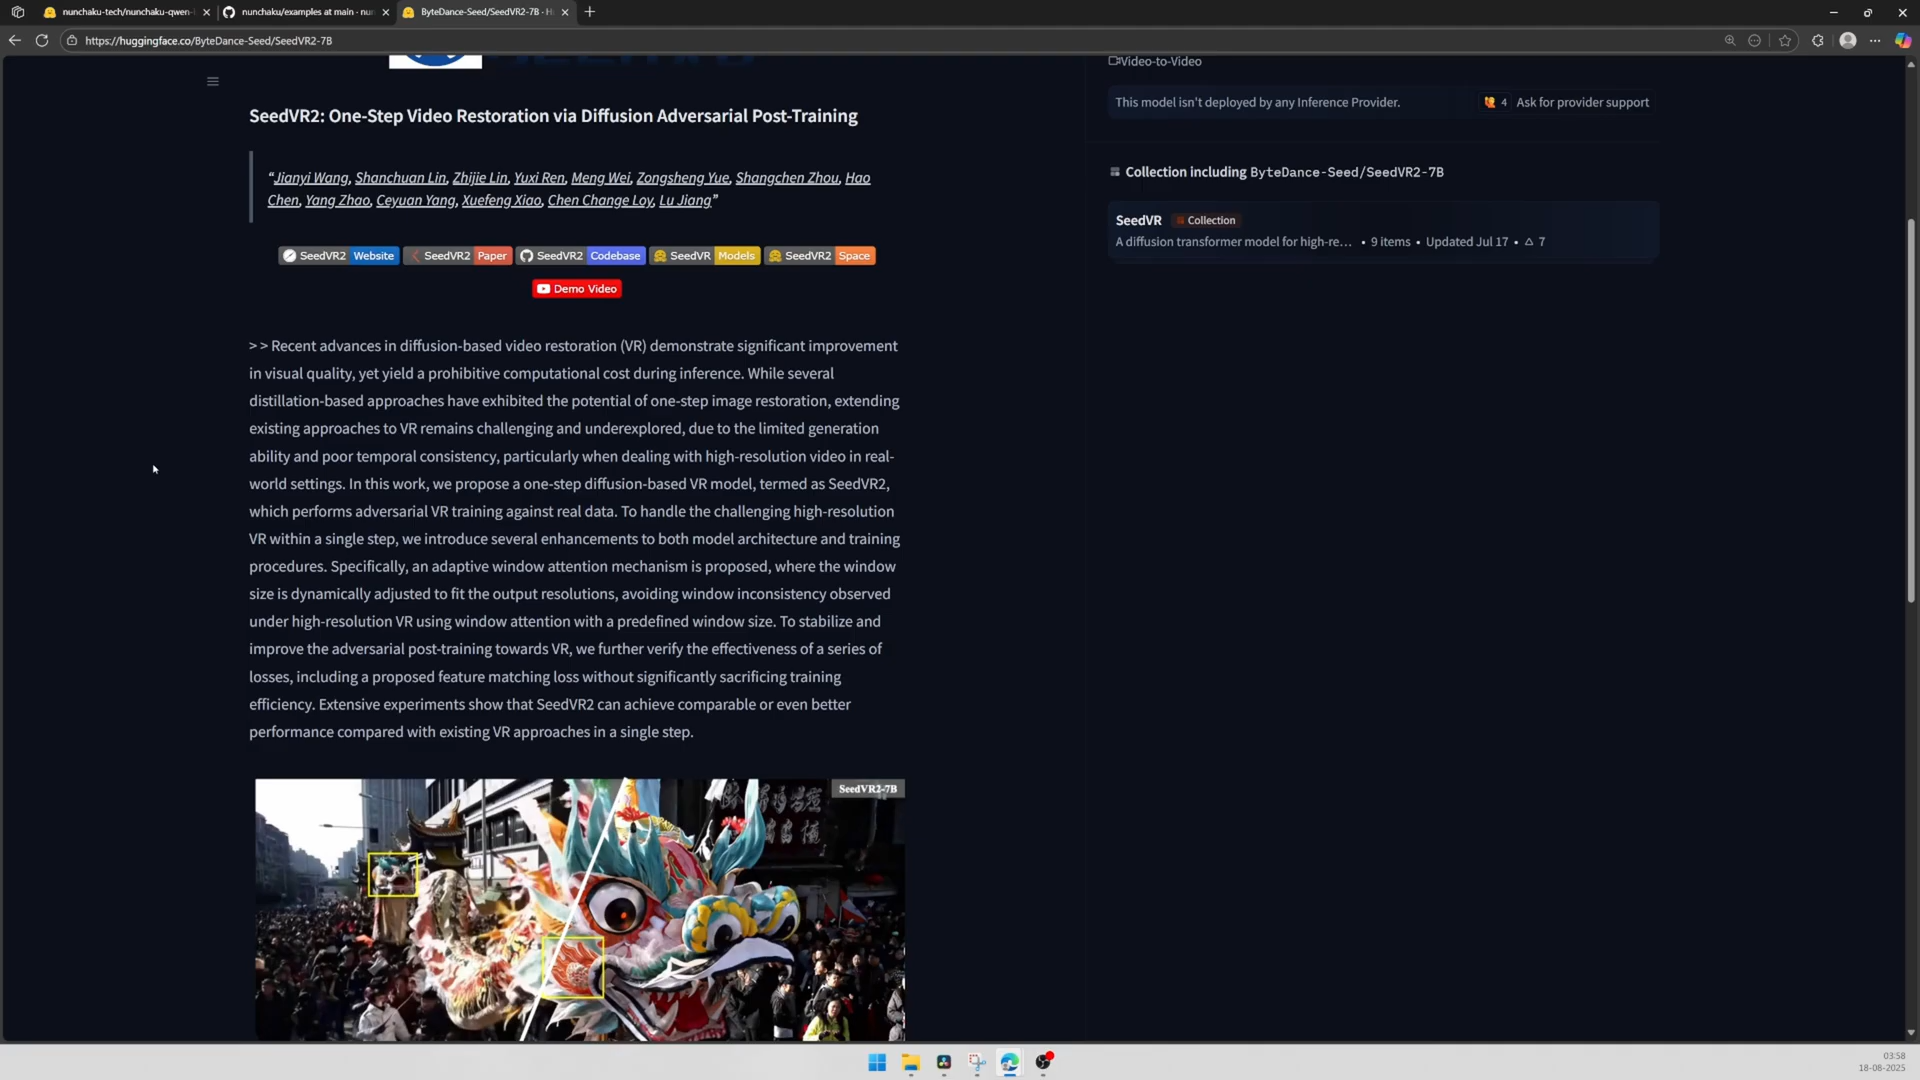 nunchaku-tech/nunchaku-qwen-i
nunchaku/examples at main · nun
ByteDance-Seed/SeedVR2-7B · H
https://huggingface.co/ByteDance-Seed/SeedVR2-7B
SeedVR2: One-Step Video Restoration via Diffusion Adversarial Post-Training
“Jianyi Wang, Shanchuan Lin, Zhijie Lin, Yuxi Ren, Meng Wei, Zongsheng Yue, Shangchen Zhou, Hao
Chen, Yang Zhao, Ceyuan Yang, Xuefeng Xiao, Chen Change Loy, Lu Jiang”
SeedVR2 Website SeedVR2 Paper SeedVR2 Codebase SeedVR Models SeedVR2 Space
Demo Video
> > Recent advances in diffusion-based video restoration (VR) demonstrate significant improvement
in visual quality, yet yield a prohibitive computational cost during inference. While several
distillation-based approaches have exhibited the potential of one-step image restoration, extending
existing approaches to VR remains challenging and underexplored, due to the limited generation
ability and poor temporal consistency, particularly when dealing with high-resolution video in real-
world settings. In this work, we propose a one-step diffusion-based VR model, termed as SeedVR2,
which performs adversarial VR training against real data. To handle the challenging high-resolution
VR within a single step, we introduce several enhancements to both model architecture and training
procedures. Specifically, an adaptive window attention mechanism is proposed, where the window
size is dynamically adjusted to fit the output resolutions, avoiding window inconsistency observed
under high-resolution VR using window attention with a predefined window size. To stabilize and
improve the adversarial post-training towards VR, we further verify the effectiveness of a series of
losses, including a proposed feature matching loss without significantly sacrificing training
efficiency. Extensive experiments show that SeedVR2 can achieve comparable or even better
performance compared with existing VR approaches in a single step.
SeedVR2-7B
Video-to-Video
This model isn't deployed by any Inference Provider. 4 Ask for provider support
Collection including ByteDance-Seed/SeedVR2-7B
SeedVR Collection
A diffusion transformer model for high-re... • 9 items • Updated Jul 17 • 7
03:58
18-08-2025